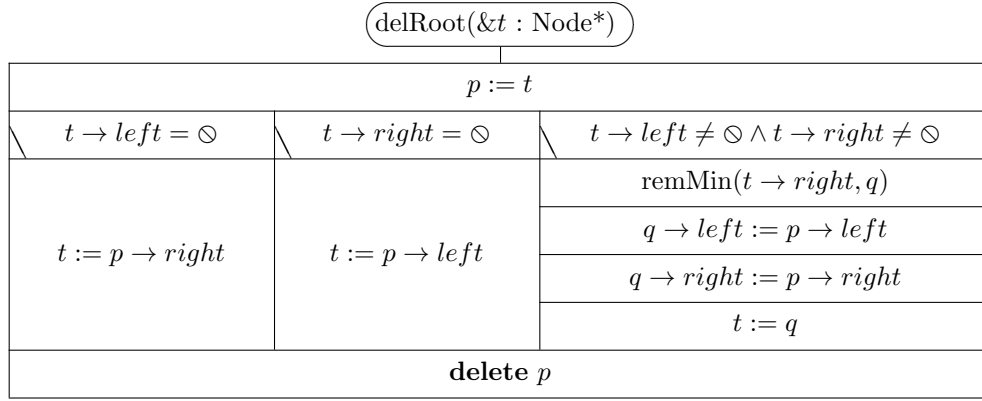 delRoot(&t : Node*)
p := t
t → left = ⊘
t → right = ⊘
t → left ≠ ⊘ ∧ t → right ≠ ⊘
t := p → right
t := p → left
remMin(t → right, q)
q → left := p → left
q → right := p → right
t := q
delete p